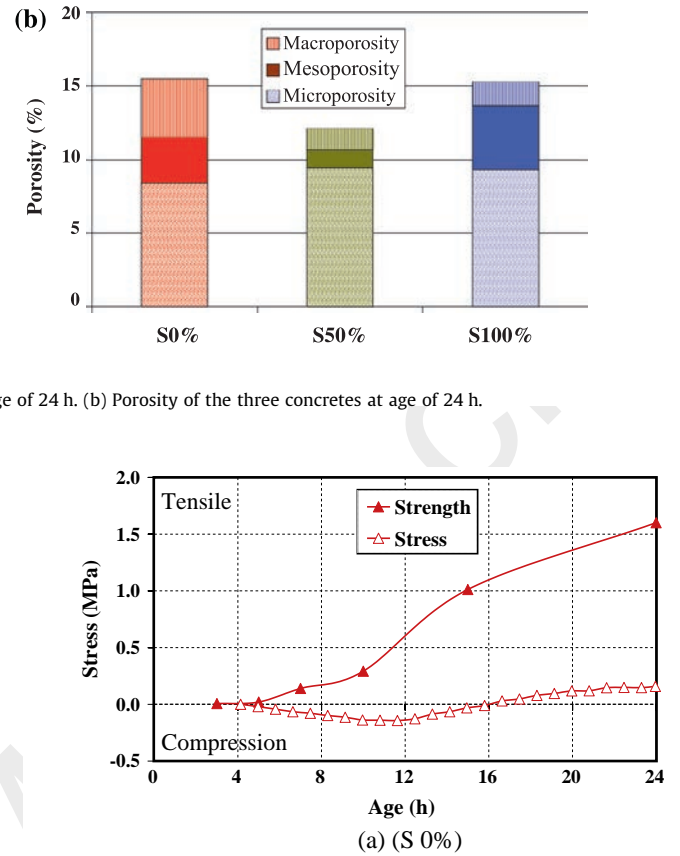 (b)
20
15
10
5
0
Porosity (%)
Macroporosity
Mesoporosity
Microporosity
S0% S50% S100%
ge of 24 h. (b) Porosity of the three concretes at age of 24 h.
2.0
1.5
1.0
0.5
0.0
-0.5
Stress (MPa)
Tensile
Strength
Stress
Compression
0 4 8 12 16 20 24
Age (h)
(a) (S 0%)